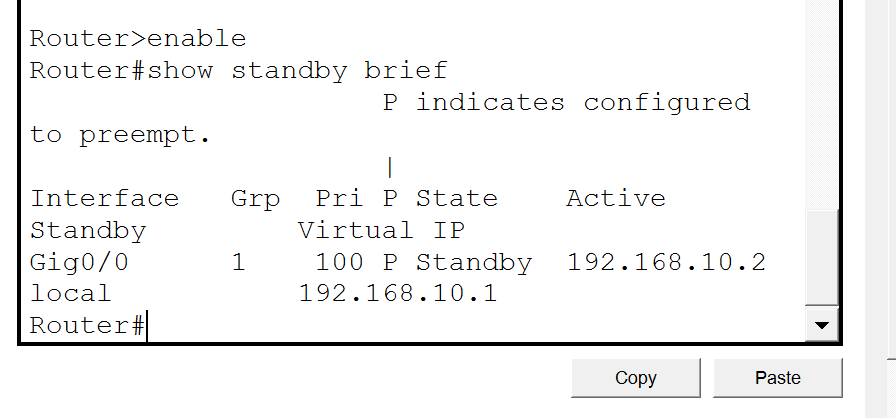 Router>enable
Router#show standby brief
P indicates configured
to preempt.
|
Interface Grp Pri P State Active
Standby Virtual IP
Gig0/0 1 100 P Standby 192.168.10.2
local 192.168.10.1
Router#
Copy Paste